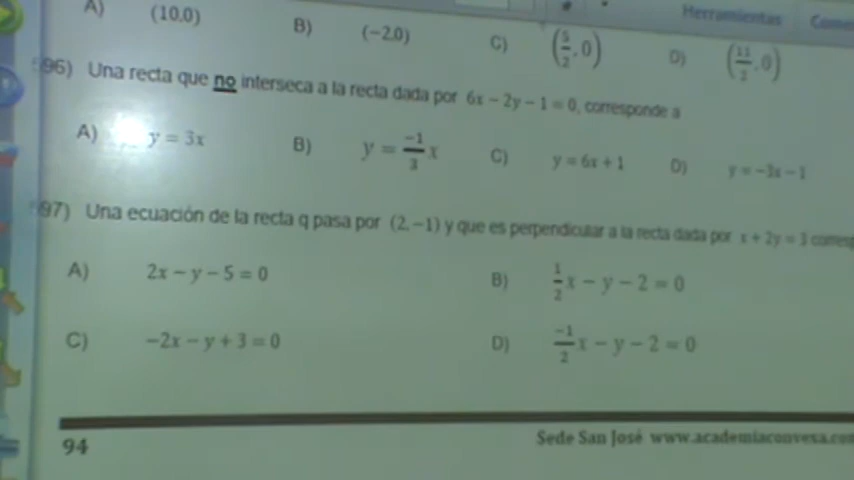 Herramientas
A) (10,0) B) (-2,0) C) (5/2, 0) D) (11/2, 0)
96) Una recta que no interseca a la recta dada por 6x − 2y − 1 = 0, corresponde a
A) y = 3x B) y = -1/3 x C) y = 6x + 1 D) y = −3x − 1
97) Una ecuación de la recta q pasa por (2, −1) y que es perpendicular a la recta dada por x + 2y = 3
A) 2x − y − 5 = 0 B) 1/2 x − y − 2 = 0
C) −2x − y + 3 = 0 D) -1/2 x − y − 2 = 0
94 Sede San José www.academiaconvexa.co